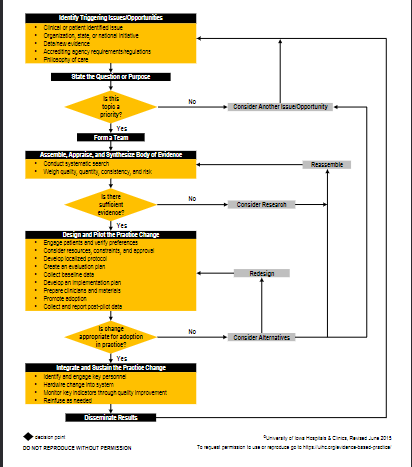 Identify Triggering Issues/Opportunities
• Clinical or patient identified issue
• Organization, state, or national initiative
• Data/new evidence
• Accrediting agency requirements/regulations
• Philosophy of care
State the Question or Purpose
Is this
topic a
priority?
No
Consider Another Issue/Opportunity
Yes
Form a Team
Assemble, Appraise, and Synthesize Body of Evidence
• Conduct systematic search
• Weigh quality, quantity, consistency, and risk
Reassemble
Is there
sufficient
evidence?
No
Consider Research
Yes
Design and Pilot the Practice Change
• Engage patients and verify preferences
• Consider resources, constraints, and approval
• Develop localized protocol
• Create an evaluation plan
• Collect baseline data
• Develop an implementation plan
• Prepare clinicians and materials
• Promote adoption
• Collect and report post-pilot data
Redesign
Is change
appropriate for adoption
in practice?
No
Consider Alternatives
Yes
Integrate and Sustain the Practice Change
• Identify and engage key personnel
• Hardwire change into system
• Monitor key indicators through quality improvement
• Reinfuse as needed
Disseminate Results
◆ decision point
©University of Iowa Hospitals & Clinics, Revised June 2015
DO NOT REPRODUCE WITHOUT PERMISSION
To request permission to use or reproduce go to https://uihc.org/evidence-based-practice/